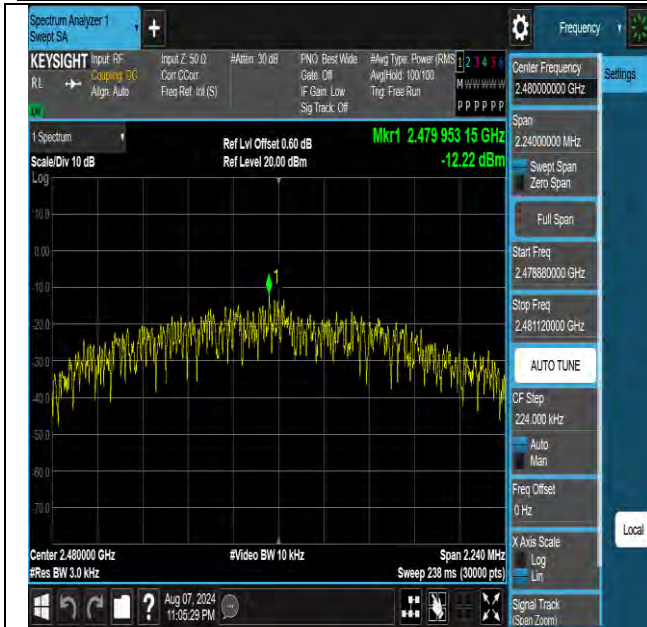 Spectrum Analyzer 1
Swept SA
+
Frequency
KEYSIGHT
RL
Input: RF
Coupling: DC
Align: Auto
Input Z: 50 Ω
Corr CCorr
Freq Ref: Int (S)
#Atten: 30 dB
PNO: Best Wide
Gate: Off
IF Gain: Low
Sig Track: Off
#Avg Type: Power (RMS
Avg|Hold: 100/100
Trig: Free Run
1 2 3 4 5 6
M W W W W W
P P P P P P
1 Spectrum
Scale/Div 10 dB
Log
Ref Lvl Offset 0.60 dB
Ref Level 20.00 dBm
Mkr1 2.479 953 15 GHz
-12.22 dBm
10.0
0.00
-10.0
-20.0
-30.0
-40.0
-50.0
-60.0
-70.0
1
Center 2.480000 GHz
#Res BW 3.0 kHz
#Video BW 10 kHz
Span 2.240 MHz
Sweep 238 ms (30000 pts)
Center Frequency
2.480000000 GHz
Settings
Span
2.24000000 MHz
Swept Span
Zero Span
Full Span
Start Freq
2.478880000 GHz
Stop Freq
2.481120000 GHz
AUTO TUNE
CF Step
224.000 kHz
Auto
Man
Freq Offset
0 Hz
X Axis Scale
Log
Lin
Local
Signal Track
(Span Zoom)
?
Aug 07, 2024
11:05:29 PM